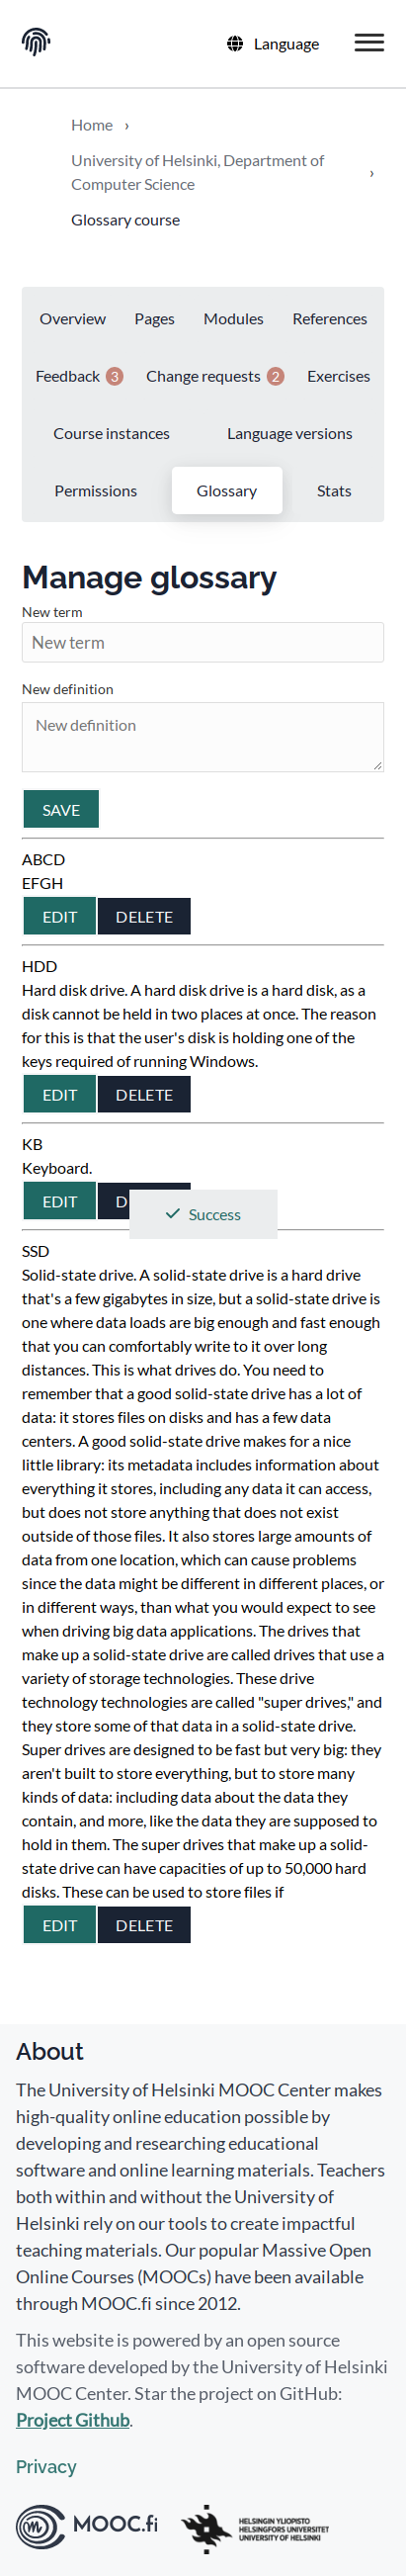 Language
Home ›
University of Helsinki, Department of ›
Computer Science
Glossary course
Overview Pages Modules References
Feedback 3 Change requests 2 Exercises
Course instances Language versions
Permissions Glossary Stats
Manage glossary
New term
New term
New definition
New definition
SAVE
ABCD
EFGH
EDIT DELETE
HDD
Hard disk drive. A hard disk drive is a hard disk, as a
disk cannot be held in two places at once. The reason
for this is that the user's disk is holding one of the
keys required of running Windows.
EDIT DELETE
KB
Keyboard.
EDIT D
Success
SSD
Solid-state drive. A solid-state drive is a hard drive
that's a few gigabytes in size, but a solid-state drive is
one where data loads are big enough and fast enough
that you can comfortably write to it over long
distances. This is what drives do. You need to
remember that a good solid-state drive has a lot of
data: it stores files on disks and has a few data
centers. A good solid-state drive makes for a nice
little library: its metadata includes information about
everything it stores, including any data it can access,
but does not store anything that does not exist
outside of those files. It also stores large amounts of
data from one location, which can cause problems
since the data might be different in different places, or
in different ways, than what you would expect to see
when driving big data applications. The drives that
make up a solid-state drive are called drives that use a
variety of storage technologies. These drive
technology technologies are called "super drives," and
they store some of that data in a solid-state drive.
Super drives are designed to be fast but very big: they
aren't built to store everything, but to store many
kinds of data: including data about the data they
contain, and more, like the data they are supposed to
hold in them. The super drives that make up a solid-
state drive can have capacities of up to 50,000 hard
disks. These can be used to store files if
EDIT DELETE
About
The University of Helsinki MOOC Center makes
high-quality online education possible by
developing and researching educational
software and online learning materials. Teachers
both within and without the University of
Helsinki rely on our tools to create impactful
teaching materials. Our popular Massive Open
Online Courses (MOOCs) have been available
through MOOC.fi since 2012.
This website is powered by an open source
software developed by the University of Helsinki
MOOC Center. Star the project on GitHub:
Project Github.
Privacy
MOOC.fi
HELSINGIN YLIOPISTO
HELSINGFORS UNIVERSITET
UNIVERSITY OF HELSINKI